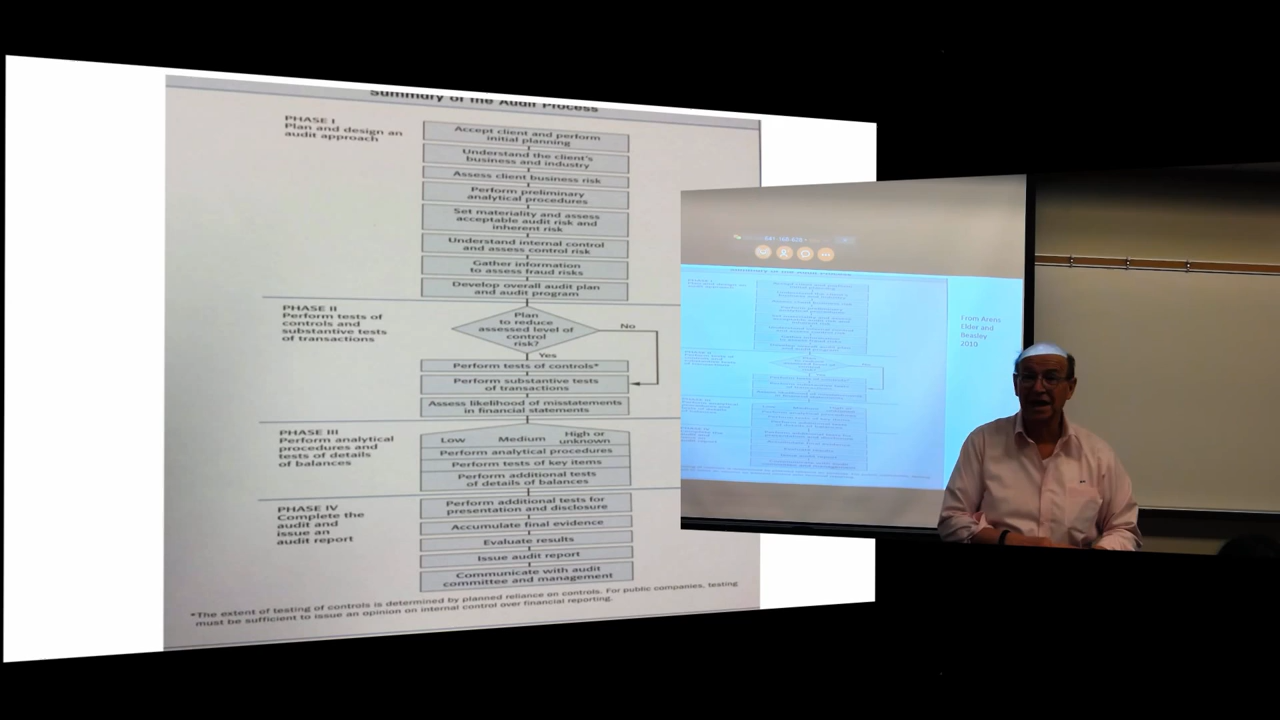 Summary of the Audit Process
PHASE I
Plan and design an
audit approach
Accept client and perform
initial planning
Understand the client's
business and industry
Assess client business risk
Perform preliminary
analytical procedures
Set materiality and assess
acceptable audit risk and
inherent risk
Understand internal control
and assess control risk
Gather information
to assess fraud risks
Develop overall audit plan
and audit program
PHASE II
Perform tests of
controls and
substantive tests
of transactions
Plan
to reduce
assessed level of
control
risk?
No
Yes
Perform tests of controls*
Perform substantive tests
of transactions
Assess likelihood of misstatements
in financial statements
PHASE III
Perform analytical
procedures and
tests of details
of balances
Low Medium High or
unknown
Perform analytical procedures
Perform tests of key items
Perform additional tests
of details of balances
PHASE IV
Complete the
audit and
issue an
audit report
Perform additional tests for
presentation and disclosure
Accumulate final evidence
Evaluate results
Issue audit report
Communicate with audit
committee and management
*The extent of testing of controls is determined by planned reliance on controls. For public companies, testing
must be sufficient to issue an opinion on internal control over financial reporting.
From Arens
Elder and
Beasley
2010